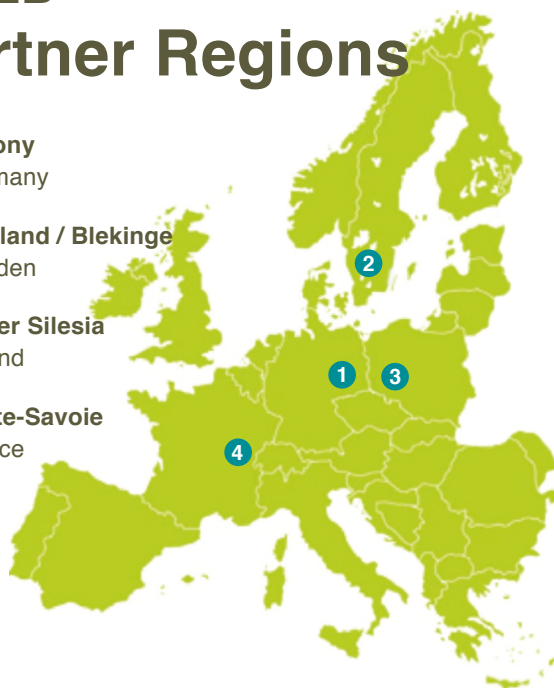 rtner Regions
ony
many
land / Blekinge
den
er Silesia
nd
te-Savoie
ce
2
1
3
4